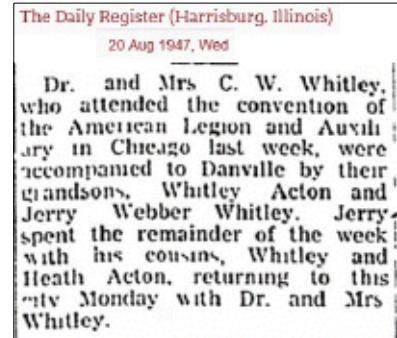 The Daily Register (Harrisburg, Illinois)
20 Aug 1947, Wed
Dr. and Mrs C. W. Whitley,
who attended the convention of
the American Legion and Auxili
ary in Chicago last week, were
accompanied to Danville by their
grandsons, Whitley Acton and
Jerry Webber Whitley. Jerry
spent the remainder of the week
with his cousins, Whitley and
Heath Acton, returning to this
city Monday with Dr. and Mrs
Whitley.